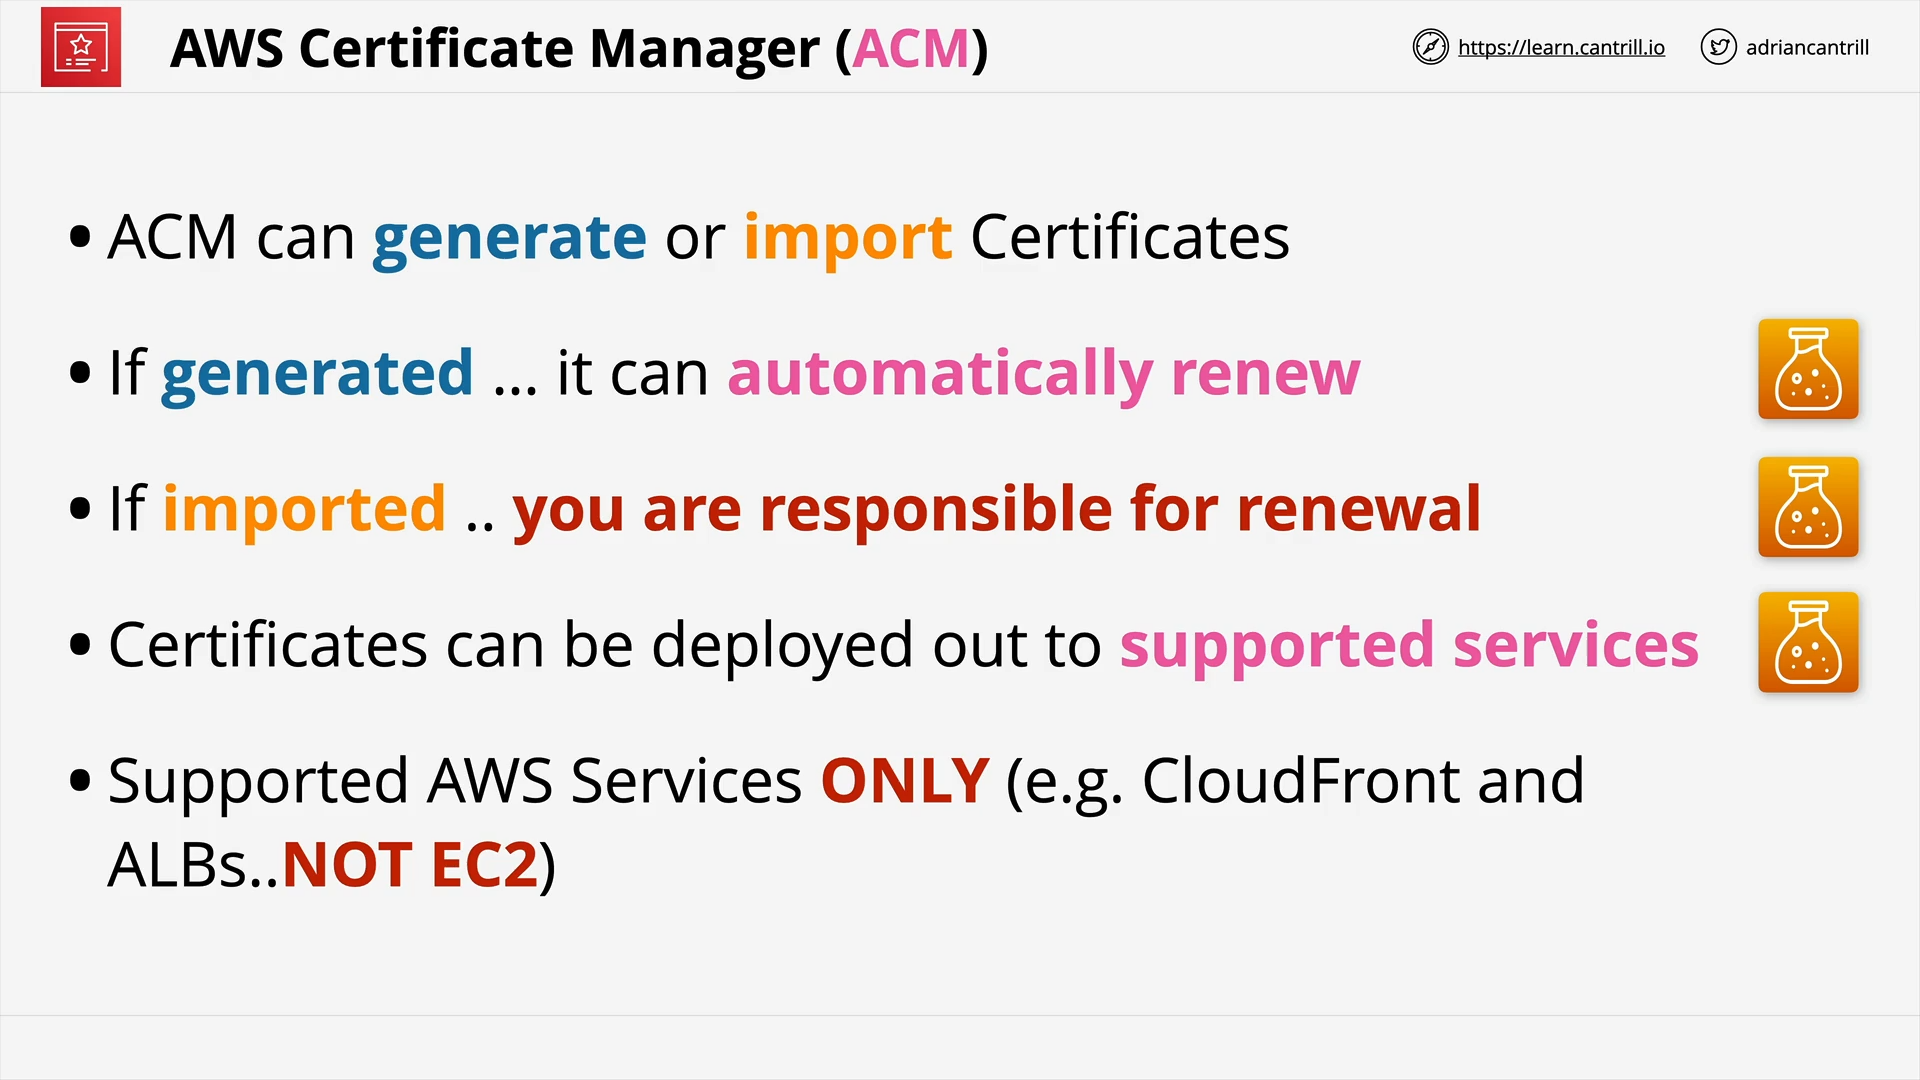 AWS Certificate Manager (ACM)
https://learn.cantrill.io
adriancantrill
• ACM can generate or import Certificates
• If generated ... it can automatically renew
• If imported .. you are responsible for renewal
• Certificates can be deployed out to supported services
• Supported AWS Services ONLY (e.g. CloudFront and
ALBs..NOT EC2)